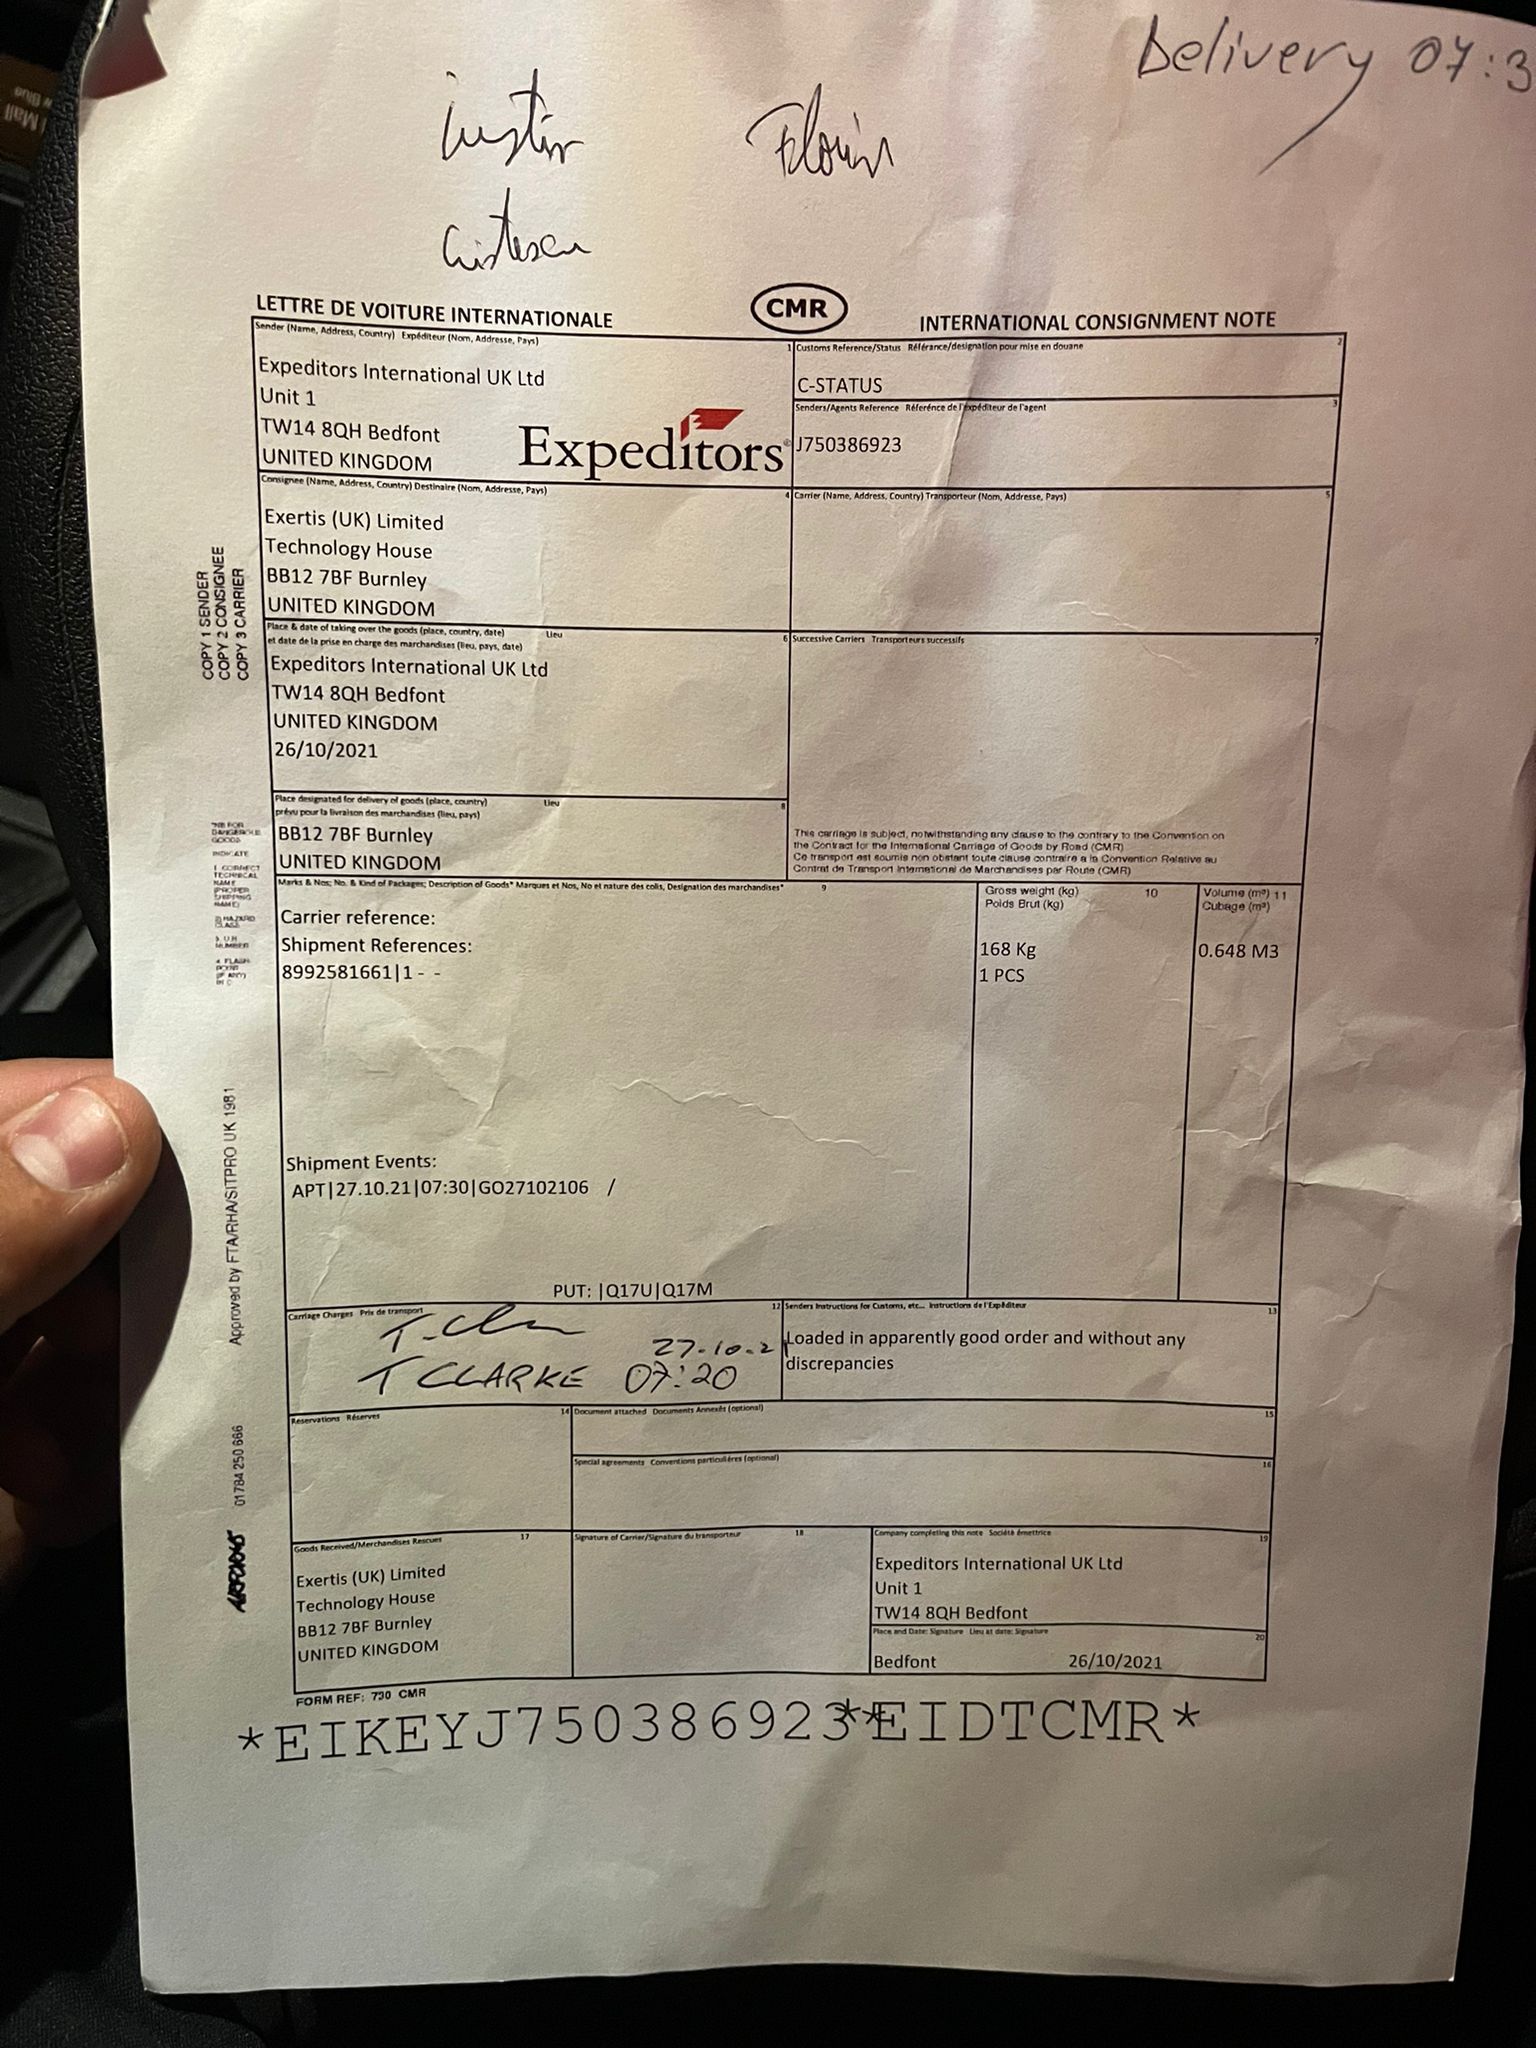 Delivery 07:3
Florin
LETTRE DE VOITURE INTERNATIONALE
CMR
INTERNATIONAL CONSIGNMENT NOTE
Sender (Name, Address, Country) Expéditeur (Nom, Addresse, Pays)
1
Expeditors International UK Ltd
Unit 1
TW14 8QH Bedfont
UNITED KINGDOM
Expeditors
Customs Reference/Status Référance/designation pour mise en douane
2
C-STATUS
Senders/Agents Reference Référence de l'expéditeur de l'agent
3
J750386923
Consignee (Name, Address, Country) Destinaire (Nom, Addresse, Pays)
4
Exertis (UK) Limited
Technology House
BB12 7BF Burnley
UNITED KINGDOM
Carrier (Name, Address, Country) Transporteur (Nom, Addresse, Pays)
5
COPY 1 SENDER
COPY 2 CONSIGNEE
COPY 3 CARRIER
Place & date of taking over the goods (place, country, date) Lieu
et date de la prise en charge des marchandises (lieu, pays, date)
6
Expeditors International UK Ltd
TW14 8QH Bedfont
UNITED KINGDOM
26/10/2021
Successive Carriers Transporteurs successifs
7
Place designated for delivery of goods (place, country) Lieu
prévu pour la livraison des marchandises (lieu, pays)
8
BB12 7BF Burnley
UNITED KINGDOM
This carriage is subject, notwithstanding any clause to the contrary to the Convention on
the Contract for the International Carriage of Goods by Road (CMR)
Ce transport est soumis non obstant toute clause contraire a la Convention Relative au
Contrat de Transport International de Marchandises par Route (CMR)
Marks & Nos; No. & Kind of Packages; Description of Goods* Marques et Nos, No et nature des colis, Designation des marchandises*
9
Carrier reference:
Shipment References:
8992581661|1 - -
Gross weight (kg) 10
Poids Brut (kg)
168 Kg
1 PCS
Volume (m³) 11
Cubage (m³)
0.648 M3
Shipment Events:
APT|27.10.21|07:30|GO27102106 /
PUT: |Q17U|Q17M
Approved by FTA/RHA/SITPRO UK 1981
01784 250 666
Carriage Charges Prix de transport
12
27-10-21
T CLARKE 07:20
Senders Instructions for Customs, etc... Instructions de l'Expéditeur
13
Loaded in apparently good order and without any
discrepancies
Reservations Réserves
14
Document attached Documents Annexés (optional)
15
Special agreements Conventions particulières (optional)
16
Goods Received/Merchandises Rescues
17
Exertis (UK) Limited
Technology House
BB12 7BF Burnley
UNITED KINGDOM
Signature of Carrier/Signature du transporteur
18
Company completing this note Société émettrice
19
Expeditors International UK Ltd
Unit 1
TW14 8QH Bedfont
Place and Date: Signature Lieu at date: Signature
20
Bedfont 26/10/2021
FORM REF: 730 CMR
*EIKEYJ750386923**EIDTCMR*